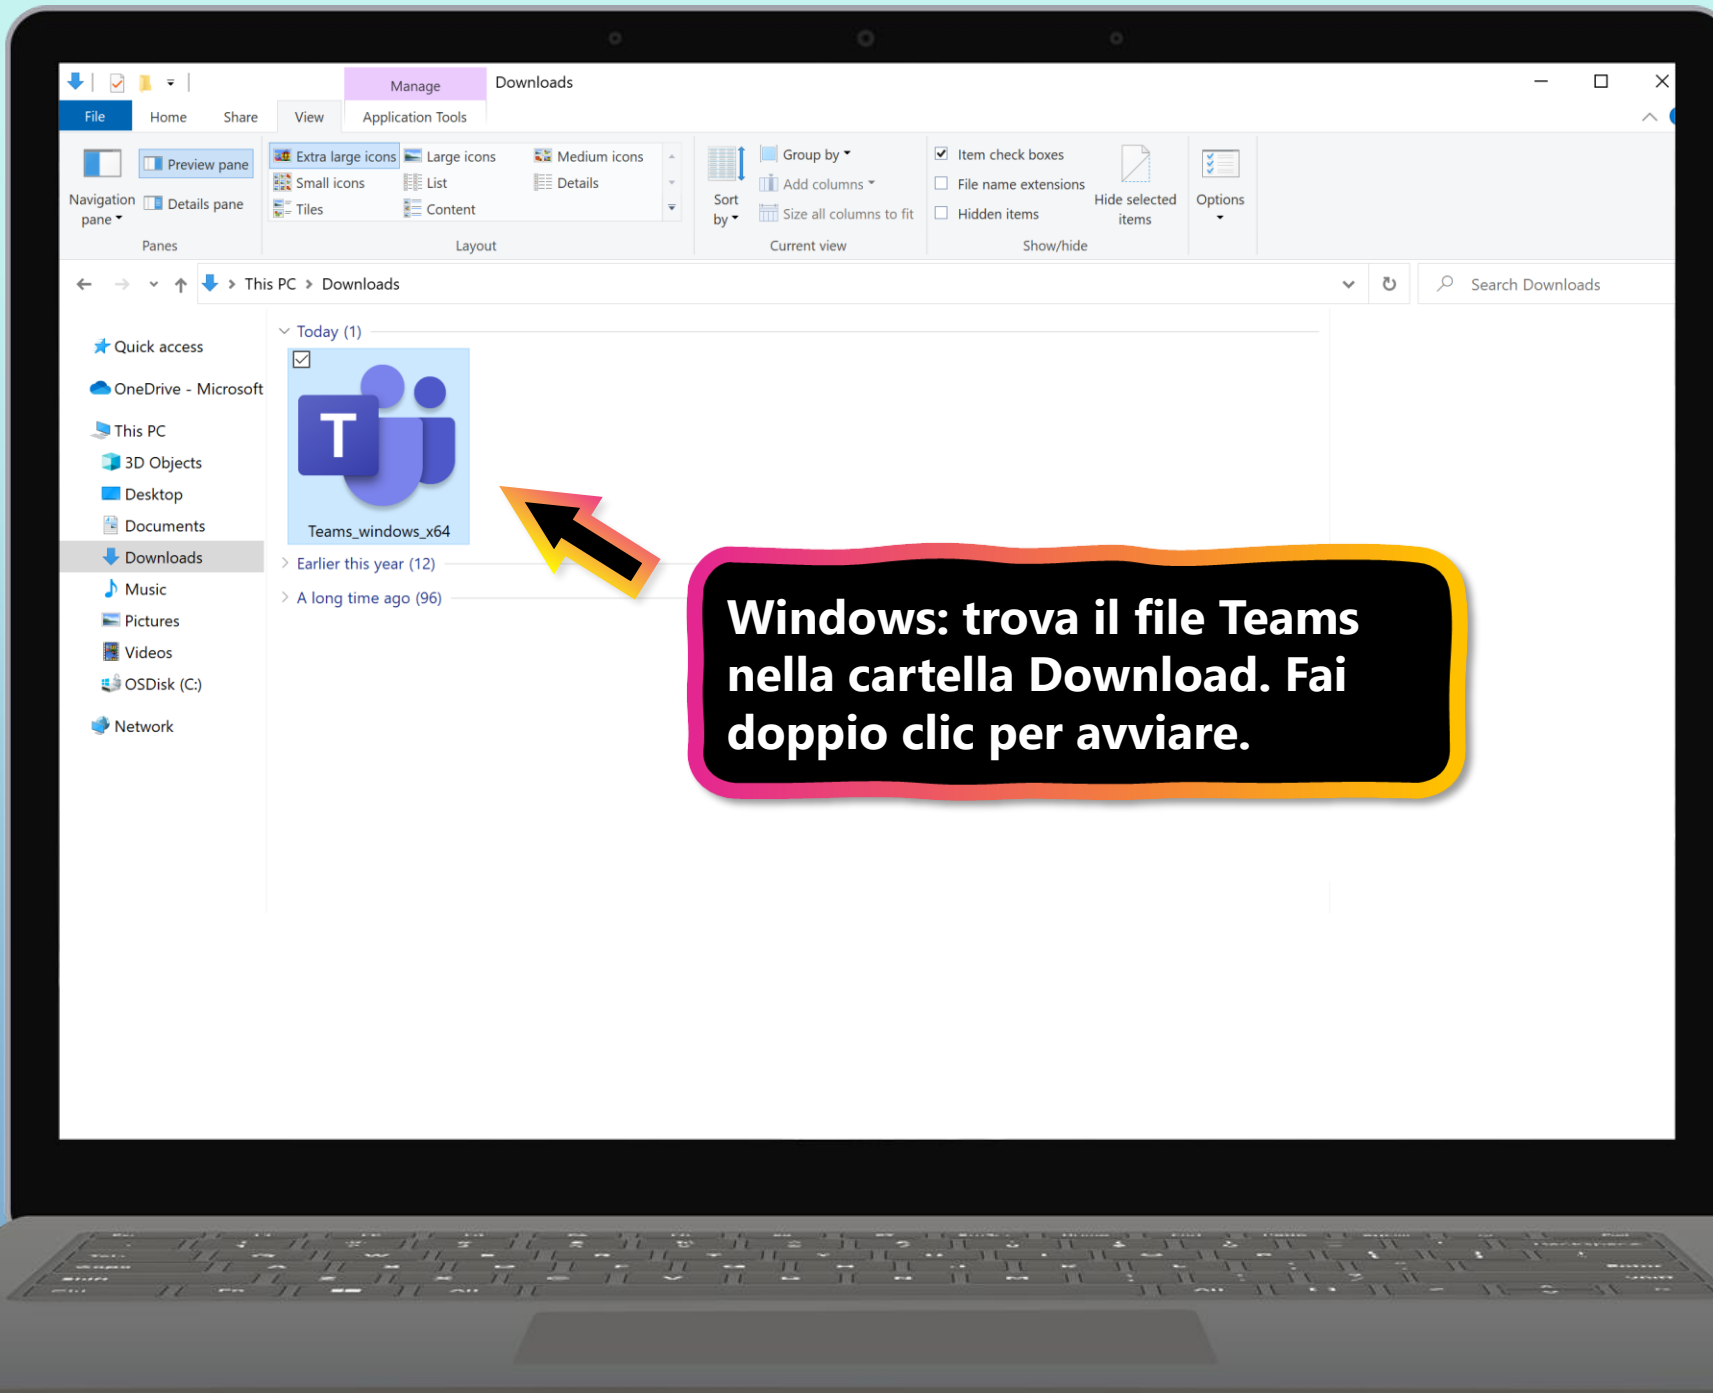 Manage
Downloads
File
Home
Share
View
Application Tools
Navigation pane
Preview pane
Details pane
Panes
Extra large icons
Large icons
Medium icons
Small icons
List
Details
Tiles
Content
Layout
Sort by
Group by
Add columns
Size all columns to fit
Current view
Item check boxes
File name extensions
Hidden items
Hide selected items
Show/hide
Options
This PC > Downloads
Search Downloads
Quick access
OneDrive - Microsoft
This PC
3D Objects
Desktop
Documents
Downloads
Music
Pictures
Videos
OSDisk (C:)
Network
Today (1)
T
Teams_windows_x64
Earlier this year (12)
A long time ago (96)
Windows: trova il file Teams
nella cartella Download. Fai
doppio clic per avviare.